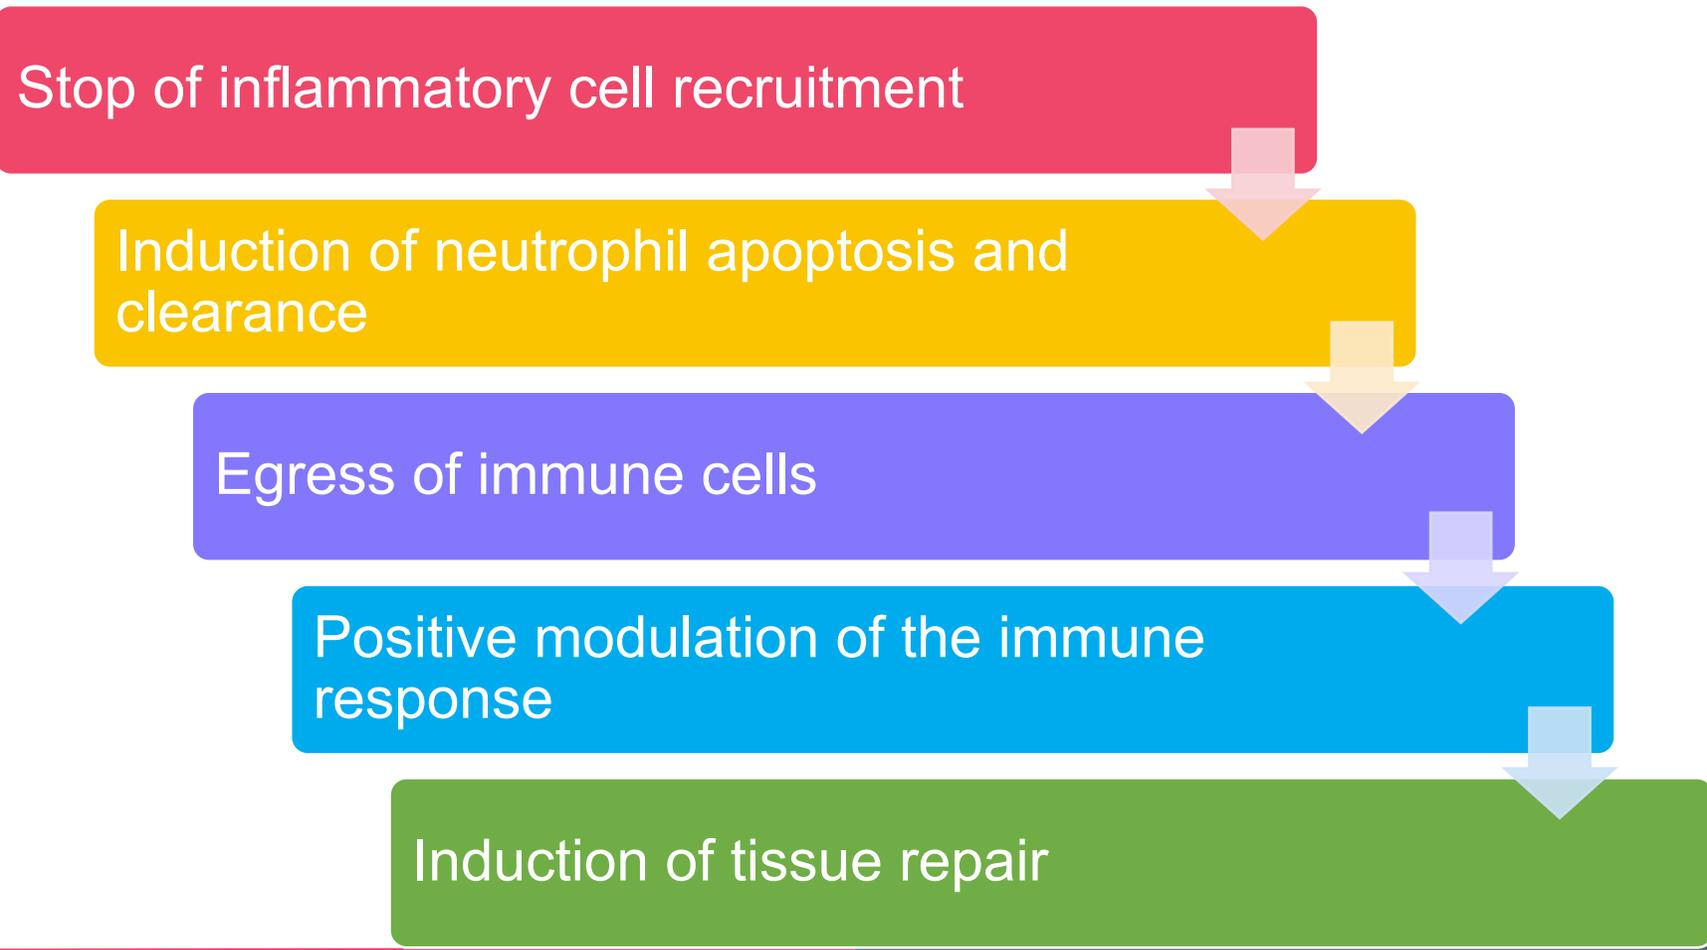 Stop of inflammatory cell recruitment
Induction of neutrophil apoptosis and
clearance
Egress of immune cells
Positive modulation of the immune
response
Induction of tissue repair